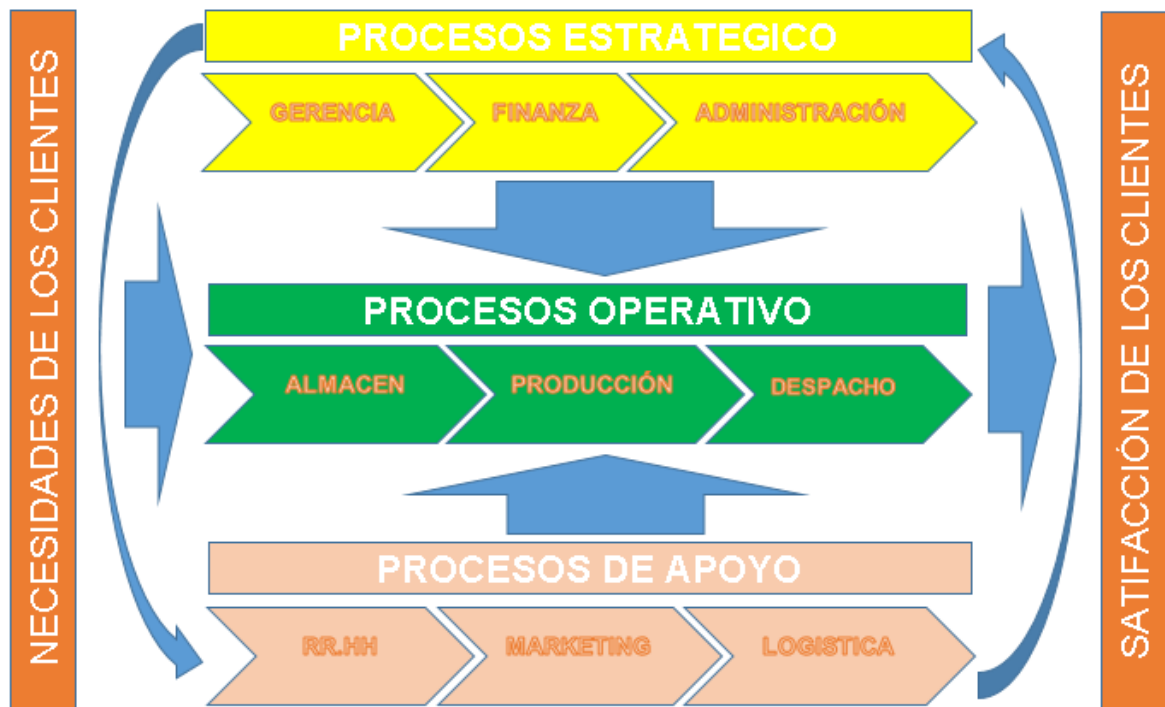 NECESIDADES DE LOS CLIENTES
PROCESOS ESTRATEGICO
GERENCIA
FINANZA
ADMINISTRACIÓN
PROCESOS OPERATIVO
ALMACEN
PRODUCCIÓN
DESPACHO
PROCESOS DE APOYO
RR.HH
MARKETING
LOGISTICA
SATIFACCIÓN DE LOS CLIENTES